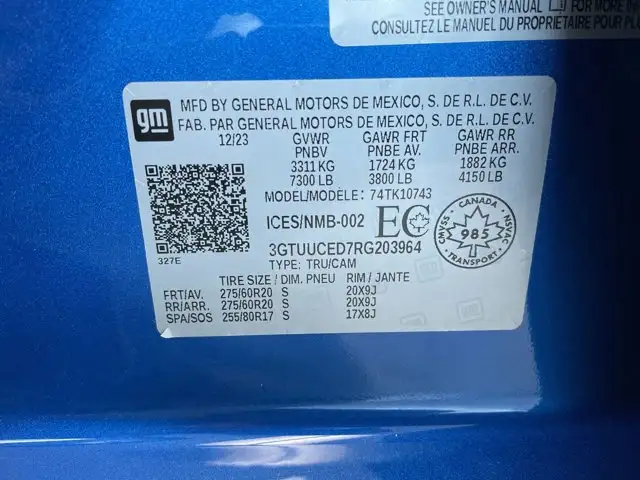 SEE OWNER'S MANUAL FOR MORE IN
CONSULTEZ LE MANUEL DU PROPRIETAIRE POUR PL
gm
MFD BY GENERAL MOTORS DE MEXICO, S. DE R.L. DE C.V.
FAB. PAR GENERAL MOTORS DE MEXICO, S. DE R.L. DE C.V.
12/23 GVWR GAWR FRT GAWR RR
PNBV PNBE AV. PNBE ARR.
3311 KG 1724 KG 1882 KG
7300 LB 3800 LB 4150 LB
MODEL/MODÈLE: 74TK10743
ICES/NMB-002 EC
CANADA
CMVSS 985 NSVAC
TRANSPORT
3GTUUCED7RG203964
327E
TYPE: TRU/CAM
TIRE SIZE / DIM. PNEU RIM / JANTE
FRT/AV. 275/60R20 S 20X9J
RR/ARR. 275/60R20 S 20X9J
SPA/SOS 255/80R17 S 17X8J